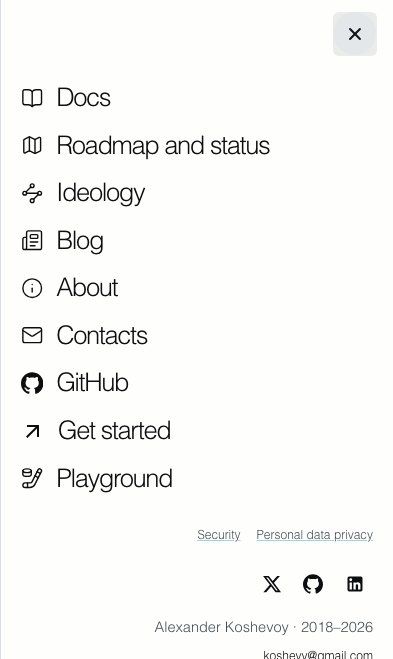 Docs
Roadmap and status
Ideology
Blog
About
Contacts
GitHub
Get started
Playground
Security Personal data privacy
Alexander Koshevoy · 2018–2026
koshevy@gmail.com